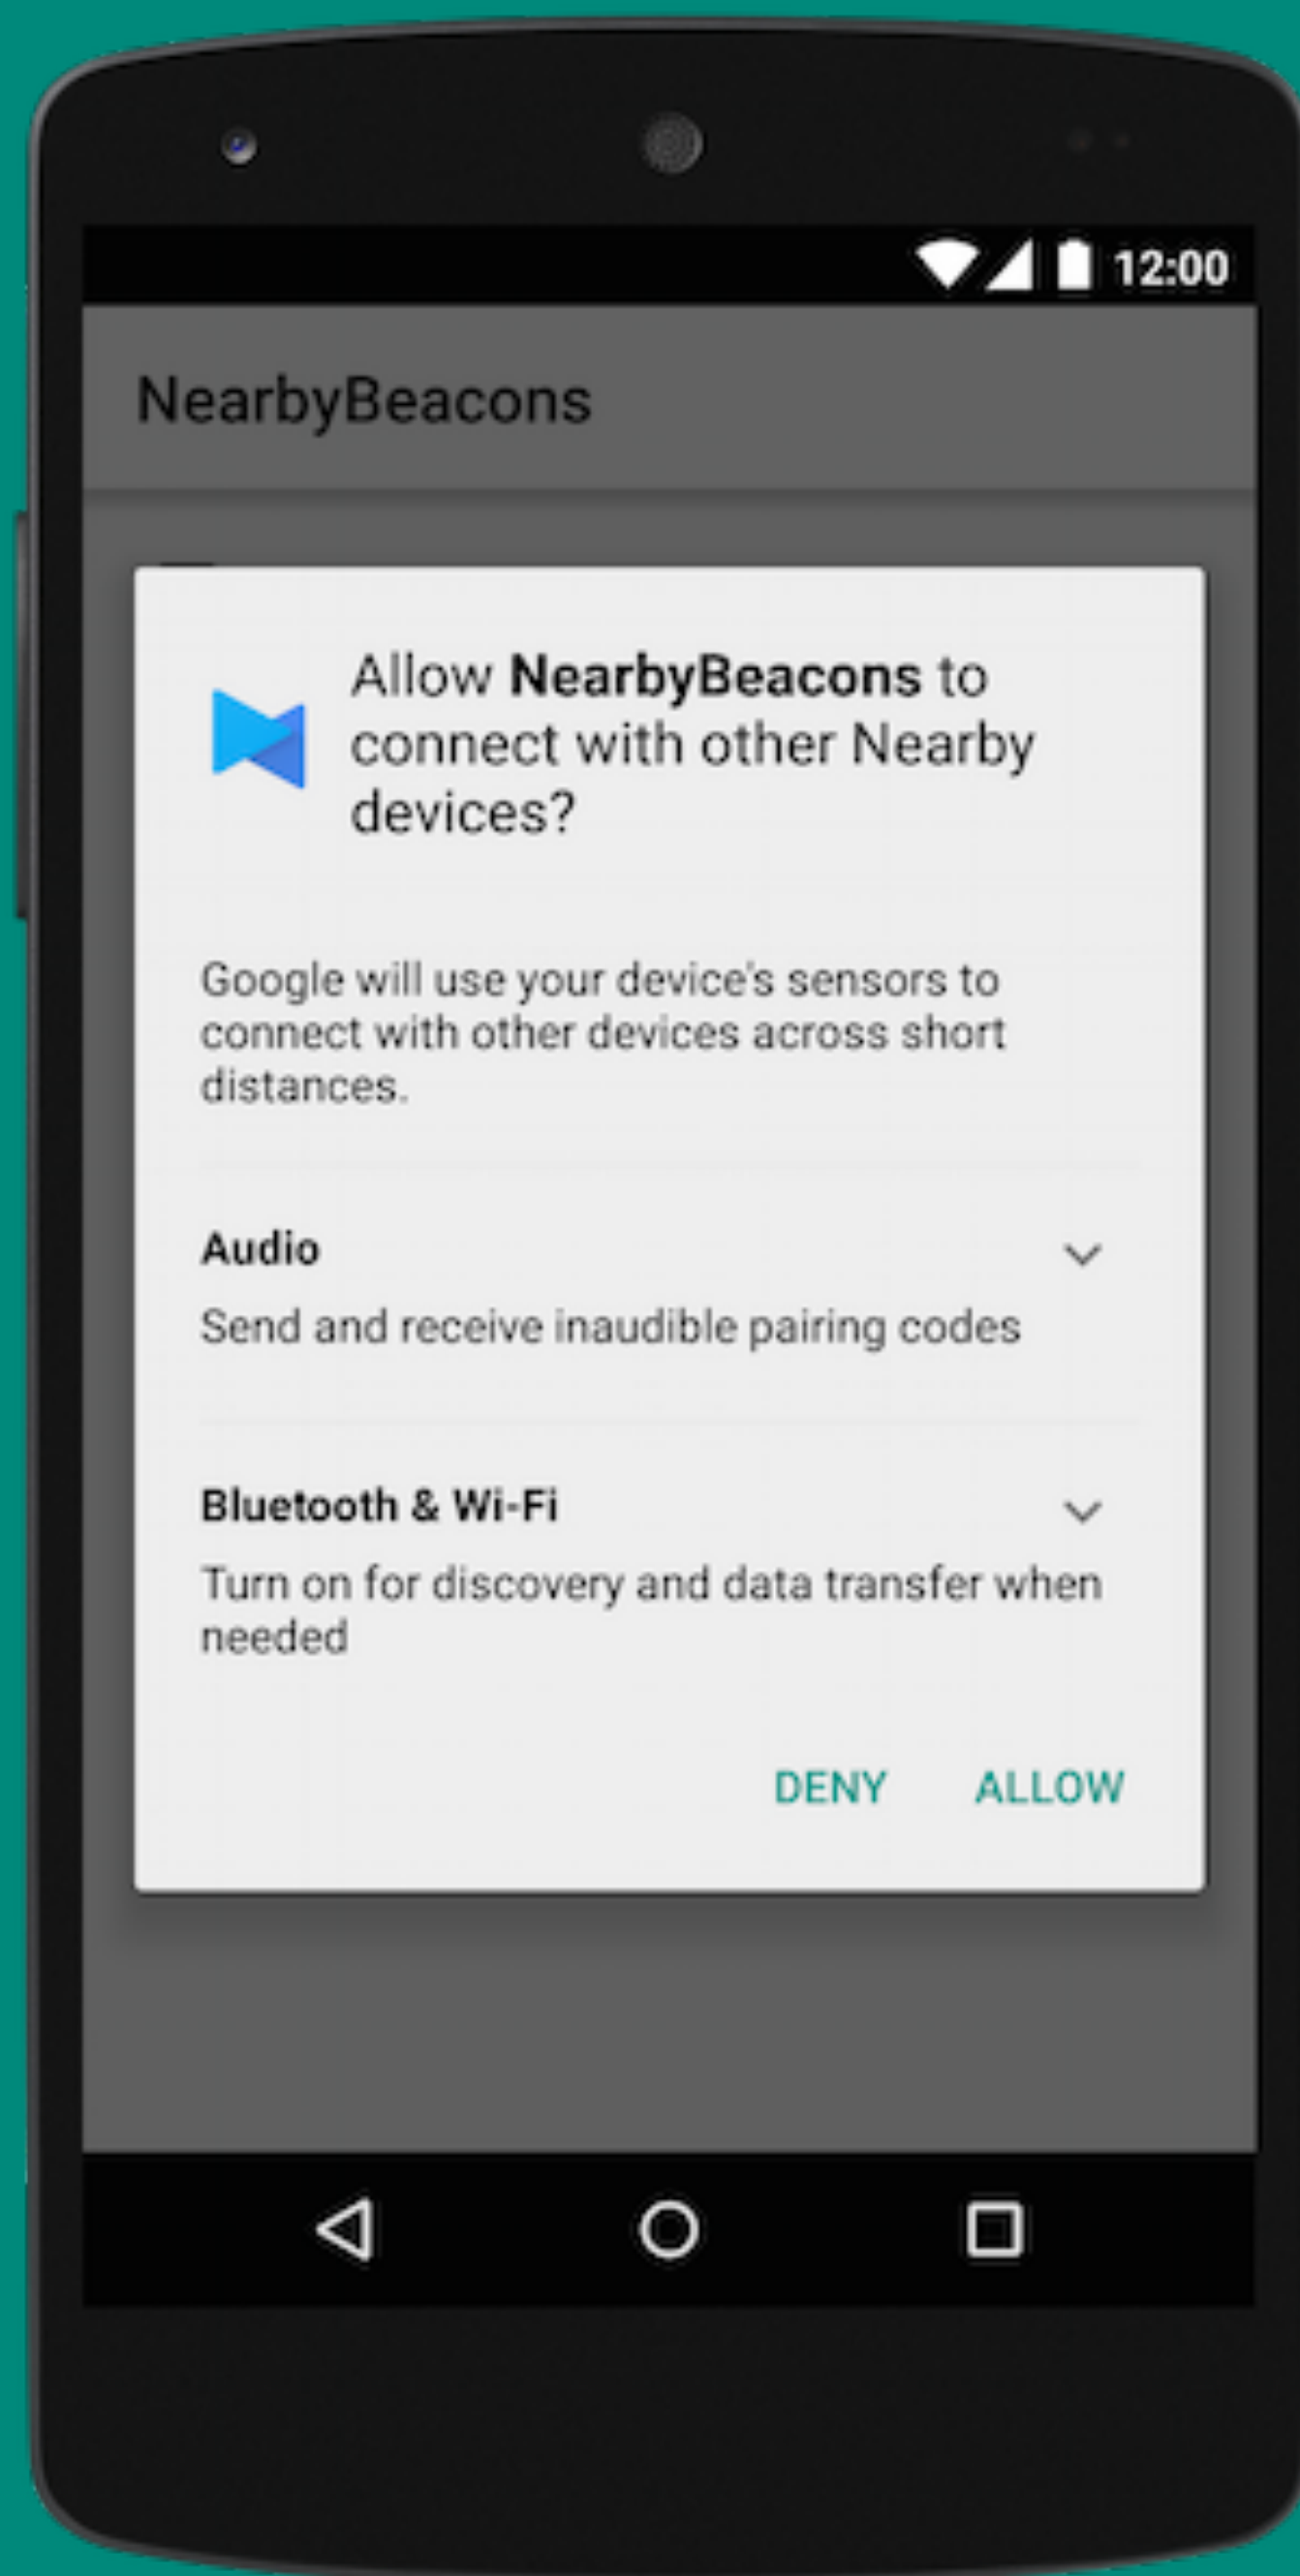 12:00
NearbyBeacons
Allow NearbyBeacons to
connect with other Nearby
devices?
Google will use your device's sensors to
connect with other devices across short
distances.
Audio
Send and receive inaudible pairing codes
Bluetooth & Wi-Fi
Turn on for discovery and data transfer when
needed
DENY ALLOW